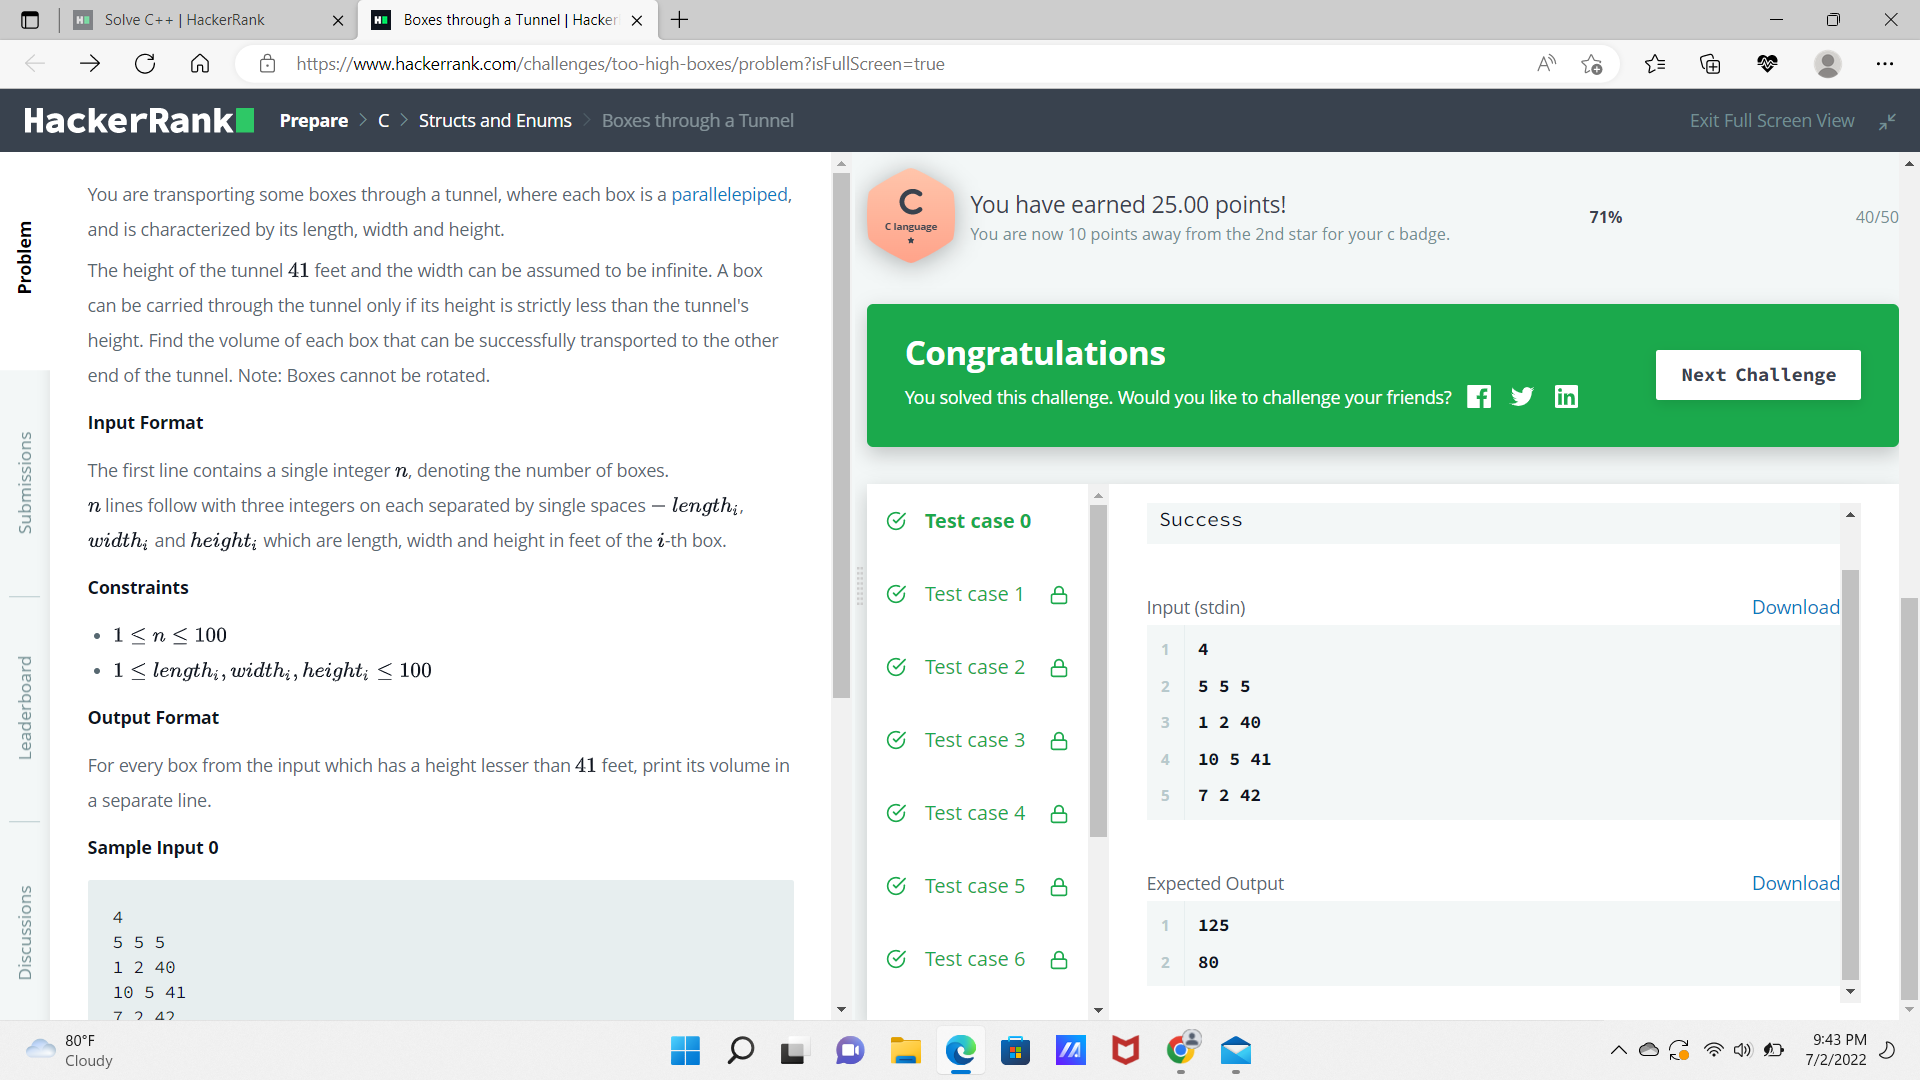 Solve C++ | HackerRank
Boxes through a Tunnel | Hacker
https://www.hackerrank.com/challenges/too-high-boxes/problem?isFullScreen=true
HackerRank
Prepare > C > Structs and Enums > Boxes through a Tunnel
Exit Full Screen View
Problem
Submissions
Leaderboard
Discussions
You are transporting some boxes through a tunnel, where each box is a parallelepiped,
and is characterized by its length, width and height.
The height of the tunnel 41 feet and the width can be assumed to be infinite. A box
can be carried through the tunnel only if its height is strictly less than the tunnel's
height. Find the volume of each box that can be successfully transported to the other
end of the tunnel. Note: Boxes cannot be rotated.
Input Format
The first line contains a single integer n, denoting the number of boxes.
n lines follow with three integers on each separated by single spaces − lengthᵢ,
widthᵢ and heightᵢ which are length, width and height in feet of the i-th box.
Constraints
• 1 ≤ n ≤ 100
• 1 ≤ lengthᵢ, widthᵢ, heightᵢ ≤ 100
Output Format
For every box from the input which has a height lesser than 41 feet, print its volume in
a separate line.
Sample Input 0
4
5 5 5
1 2 40
10 5 41
7 2 42
C
C language
You have earned 25.00 points!
You are now 10 points away from the 2nd star for your c badge.
71%
40/50
Congratulations
You solved this challenge. Would you like to challenge your friends?
Next Challenge
Test case 0
Test case 1
Test case 2
Test case 3
Test case 4
Test case 5
Test case 6
Success
Input (stdin)
Download
1 4
2 5 5 5
3 1 2 40
4 10 5 41
5 7 2 42
Expected Output
Download
1 125
2 80
80°F
Cloudy
9:43 PM
7/2/2022